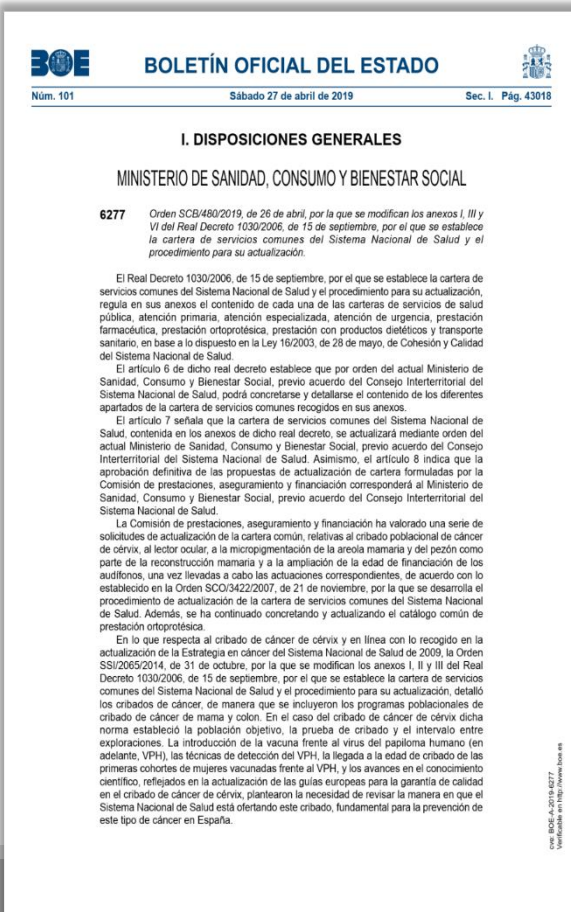 BOE
BOLETÍN OFICIAL DEL ESTADO
Núm. 101
Sábado 27 de abril de 2019
Sec. I. Pág. 43018
I. DISPOSICIONES GENERALES
MINISTERIO DE SANIDAD, CONSUMO Y BIENESTAR SOCIAL
6277
Orden SCB/480/2019, de 26 de abril, por la que se modifican los anexos I, III y
VI del Real Decreto 1030/2006, de 15 de septiembre, por el que se establece
la cartera de servicios comunes del Sistema Nacional de Salud y el
procedimiento para su actualización.
El Real Decreto 1030/2006, de 15 de septiembre, por el que se establece la cartera de
servicios comunes del Sistema Nacional de Salud y el procedimiento para su actualización,
regula en sus anexos el contenido de cada una de las carteras de servicios de salud
pública, atención primaria, atención especializada, atención de urgencia, prestación
farmacéutica, prestación ortoprotésica, prestación con productos dietéticos y transporte
sanitario, en base a lo dispuesto en la Ley 16/2003, de 28 de mayo, de Cohesión y Calidad
del Sistema Nacional de Salud.
El artículo 6 de dicho real decreto establece que por orden del actual Ministerio de
Sanidad, Consumo y Bienestar Social, previo acuerdo del Consejo Interterritorial del
Sistema Nacional de Salud, podrá concretarse y detallarse el contenido de los diferentes
apartados de la cartera de servicios comunes recogidos en sus anexos.
El artículo 7 señala que la cartera de servicios comunes del Sistema Nacional de
Salud, contenida en los anexos de dicho real decreto, se actualizará mediante orden del
actual Ministerio de Sanidad, Consumo y Bienestar Social, previo acuerdo del Consejo
Interterritorial del Sistema Nacional de Salud. Asimismo, el artículo 8 indica que la
aprobación definitiva de las propuestas de actualización de cartera formuladas por la
Comisión de prestaciones, aseguramiento y financiación corresponderá al Ministerio de
Sanidad, Consumo y Bienestar Social, previo acuerdo del Consejo Interterritorial del
Sistema Nacional de Salud.
La Comisión de prestaciones, aseguramiento y financiación ha valorado una serie de
solicitudes de actualización de la cartera común, relativas al cribado poblacional de cáncer
de cérvix, al lector ocular, a la micropigmentación de la areola mamaria y del pezón como
parte de la reconstrucción mamaria y a la ampliación de la edad de financiación de los
audífonos, una vez llevadas a cabo las actuaciones correspondientes, de acuerdo con lo
establecido en la Orden SCO/3422/2007, de 21 de noviembre, por la que se desarrolla el
procedimiento de actualización de la cartera de servicios comunes del Sistema Nacional
de Salud. Además, se ha continuado concretando y actualizando el catálogo común de
prestación ortoprotésica.
En lo que respecta al cribado de cáncer de cérvix y en línea con lo recogido en la
actualización de la Estrategia en cáncer del Sistema Nacional de Salud de 2009, la Orden
SSI/2065/2014, de 31 de octubre, por la que se modifican los anexos I, II y III del Real
Decreto 1030/2006, de 15 de septiembre, por el que se establece la cartera de servicios
comunes del Sistema Nacional de Salud y el procedimiento para su actualización, detalló
los cribados de cáncer, de manera que se incluyeron los programas poblacionales de
cribado de cáncer de mama y colon. En el caso del cribado de cáncer de cérvix dicha
norma estableció la población objetivo, la prueba de cribado y el intervalo entre
exploraciones. La introducción de la vacuna frente al virus del papiloma humano (en
adelante, VPH), las técnicas de detección del VPH, la llegada a la edad de cribado de las
primeras cohortes de mujeres vacunadas frente al VPH, y los avances en el conocimiento
científico, reflejados en la actualización de las guías europeas para la garantía de calidad
en el cribado de cáncer de cérvix, plantearon la necesidad de revisar la manera en que el
Sistema Nacional de Salud está ofertando este cribado, fundamental para la prevención de
este tipo de cáncer en España.
cve: BOE-A-2019-6277
Verificable en http://www.boe.es